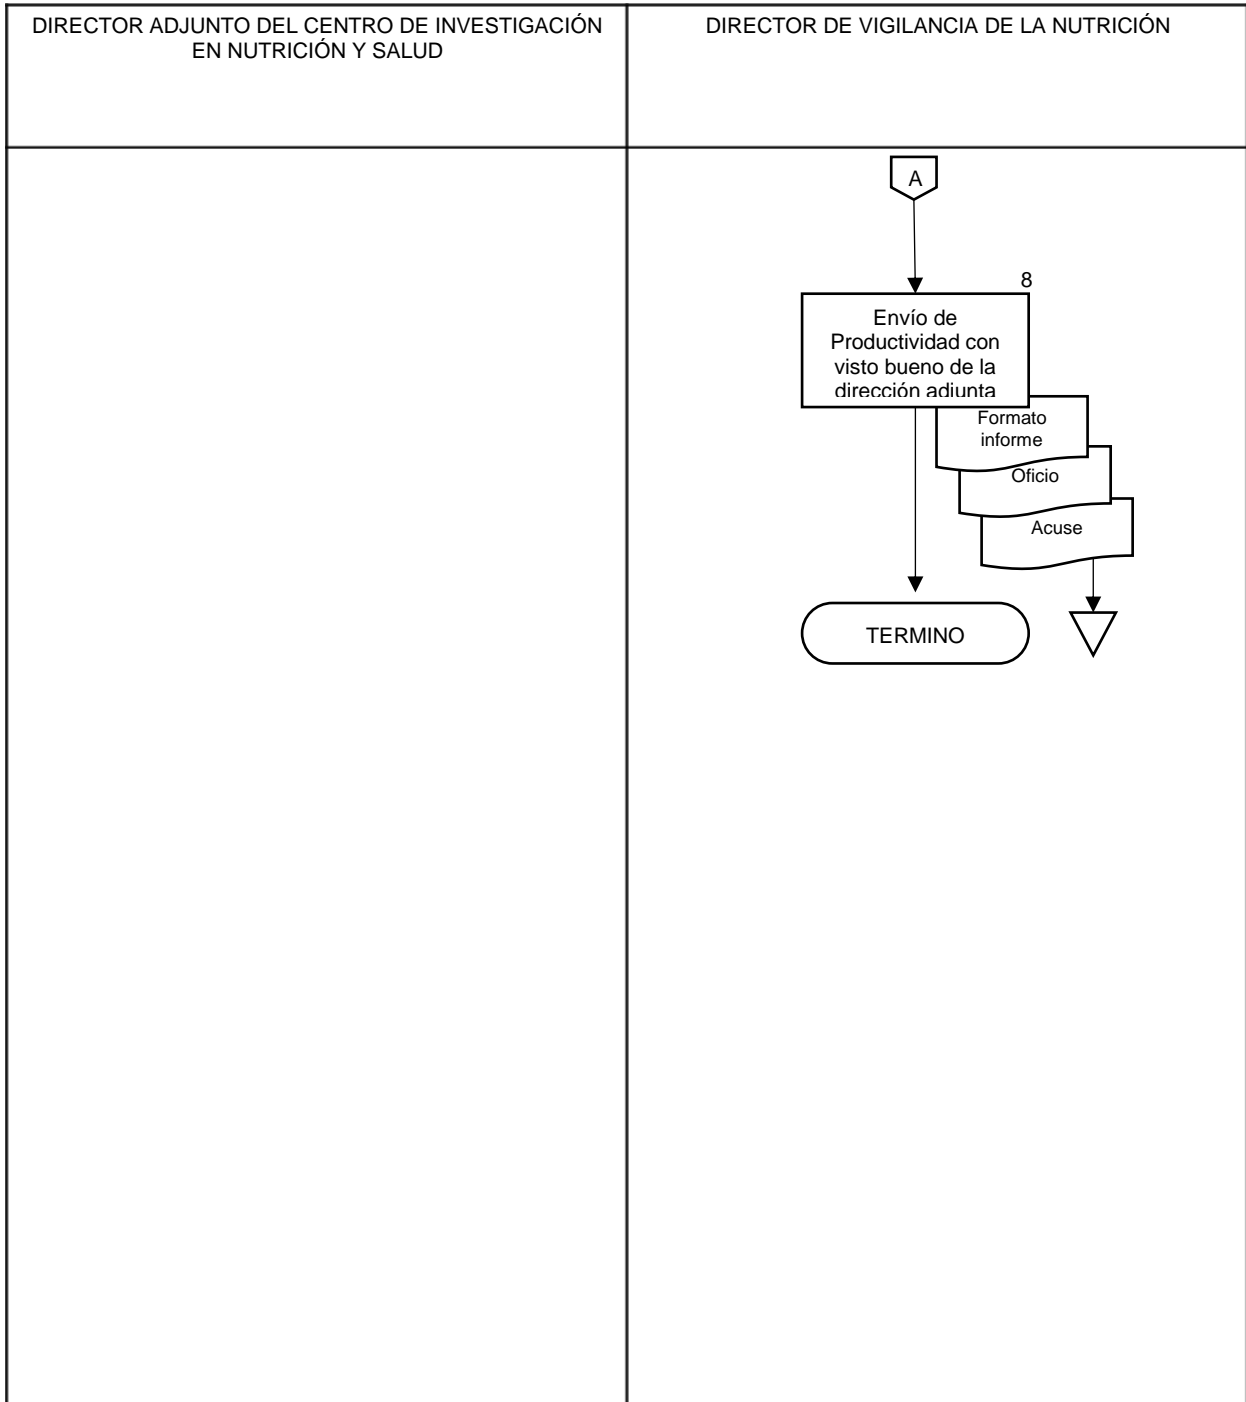 DIRECTOR ADJUNTO DEL CENTRO DE INVESTIGACIÓN
EN NUTRICIÓN Y SALUD
DIRECTOR DE VIGILANCIA DE LA NUTRICIÓN
A
8
Envío de
Productividad con
visto bueno de la
dirección adjunta
Formato
informe
Oficio
Acuse
TERMINO